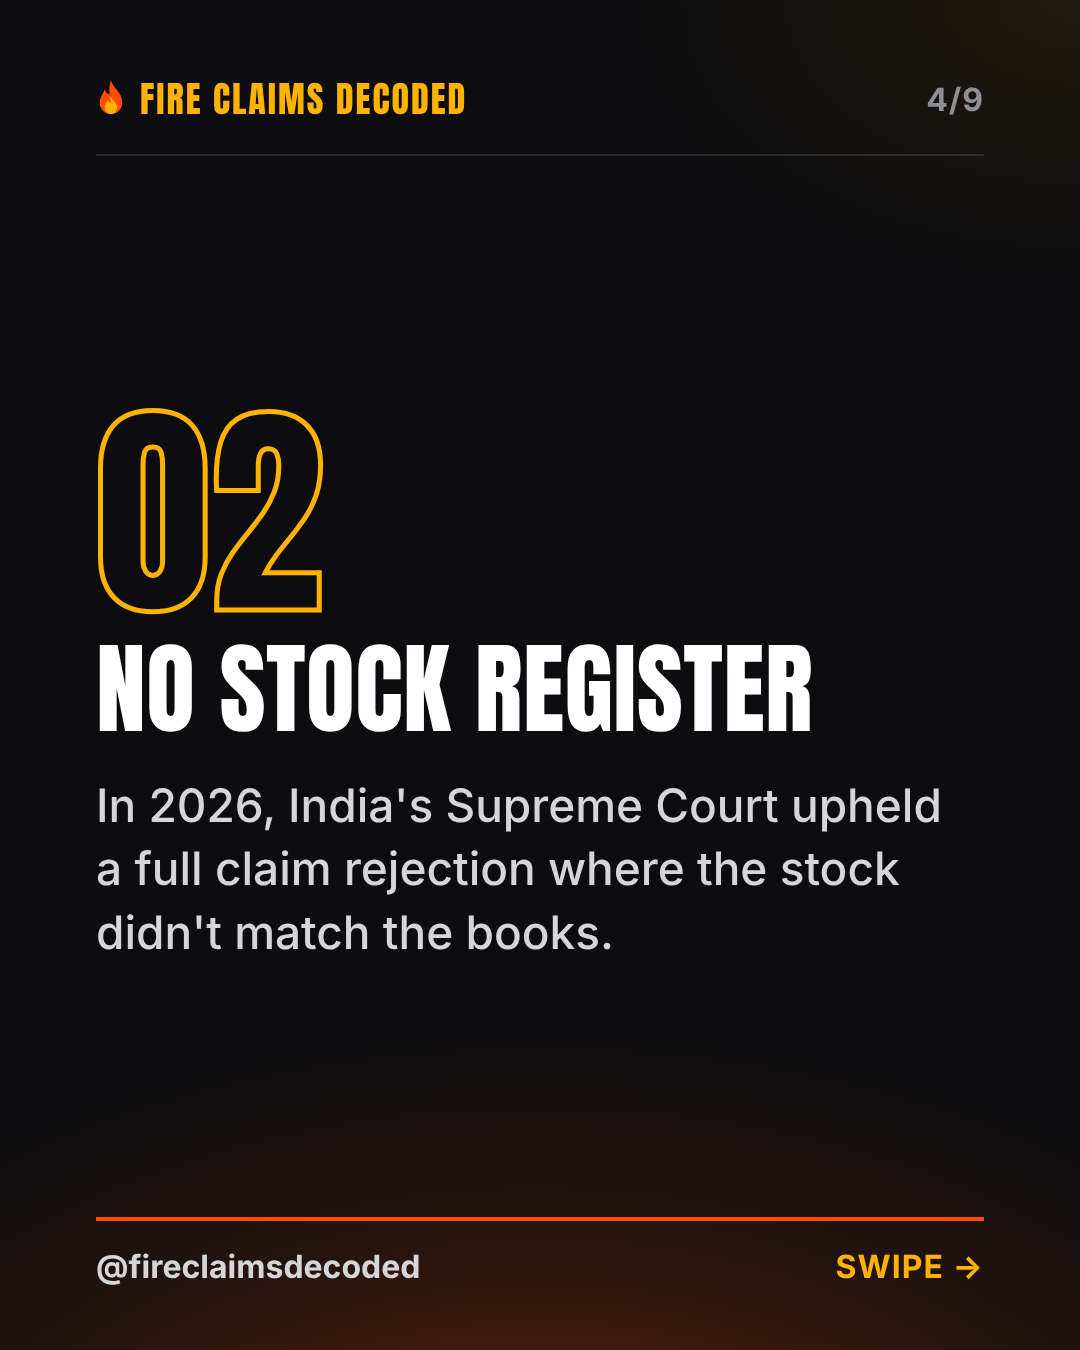 🔥 FIRE CLAIMS DECODED
4/9
02
NO STOCK REGISTER
In 2026, India's Supreme Court upheld
a full claim rejection where the stock
didn't match the books.
@fireclaimsdecoded
SWIPE →